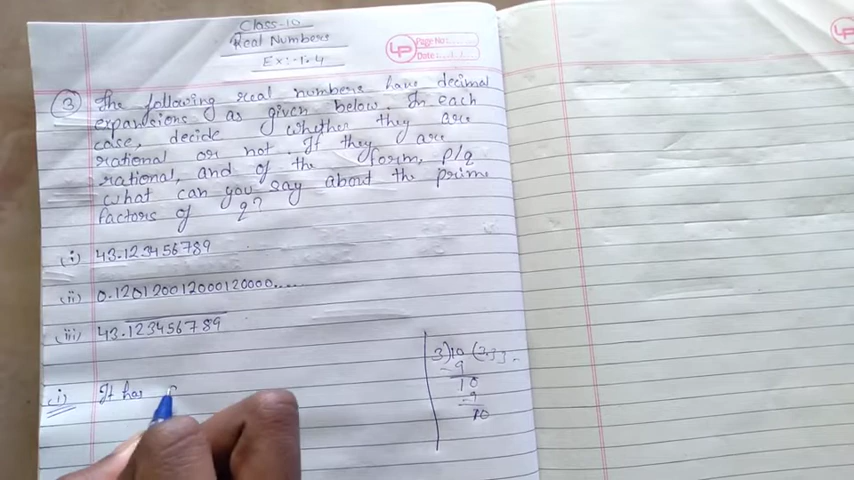 Class-10
Real Numbers
Ex:-1.4
LP Page No:
Date:
(3) The following real numbers have decimal
expansions as given below. In each
case, decide whether they are
rational or not. If they are
rational, and of the form, p/q
what can you say about the prime
factors of q?
(i) 43.123456789
(ii) 0.120120012000120000.....
(iii) 43.123456789
3)10(3.33-
-9
10
-9
10
(i) It has